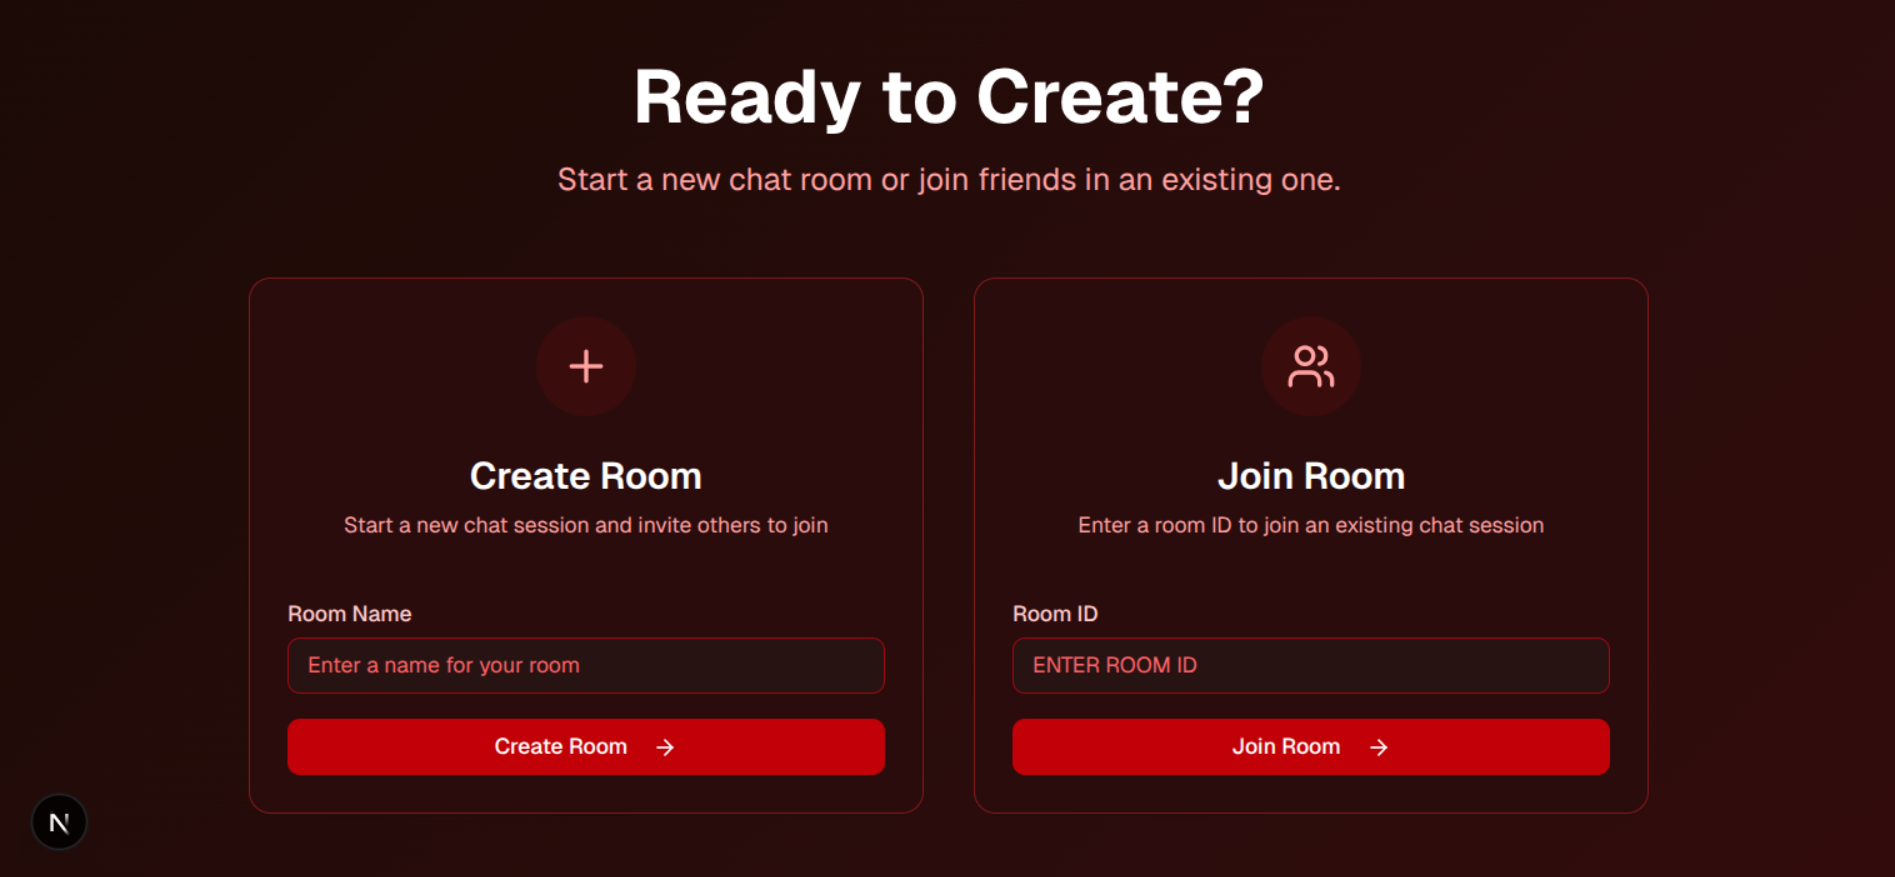 Ready to Create?
Start a new chat room or join friends in an existing one.
Create Room
Start a new chat session and invite others to join
Room Name
Enter a name for your room
Create Room →
Join Room
Enter a room ID to join an existing chat session
Room ID
ENTER ROOM ID
Join Room →
N